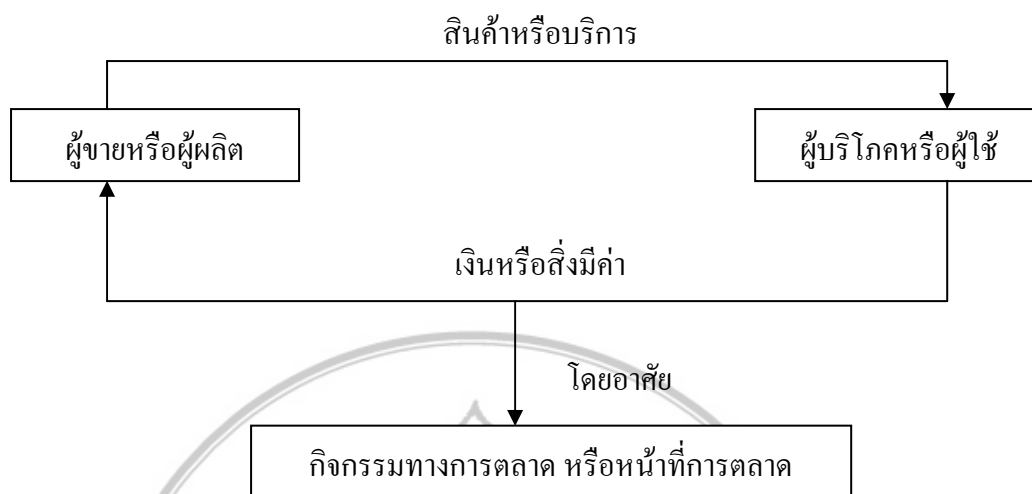 สินค้าหรือบริการ
ผู้ขายหรือผู้ผลิต
ผู้บริโภคหรือผู้ใช้
เงินหรือสิ่งมีค่า
โดยอาศัย
กิจกรรมทางการตลาด หรือหน้าที่การตลาด